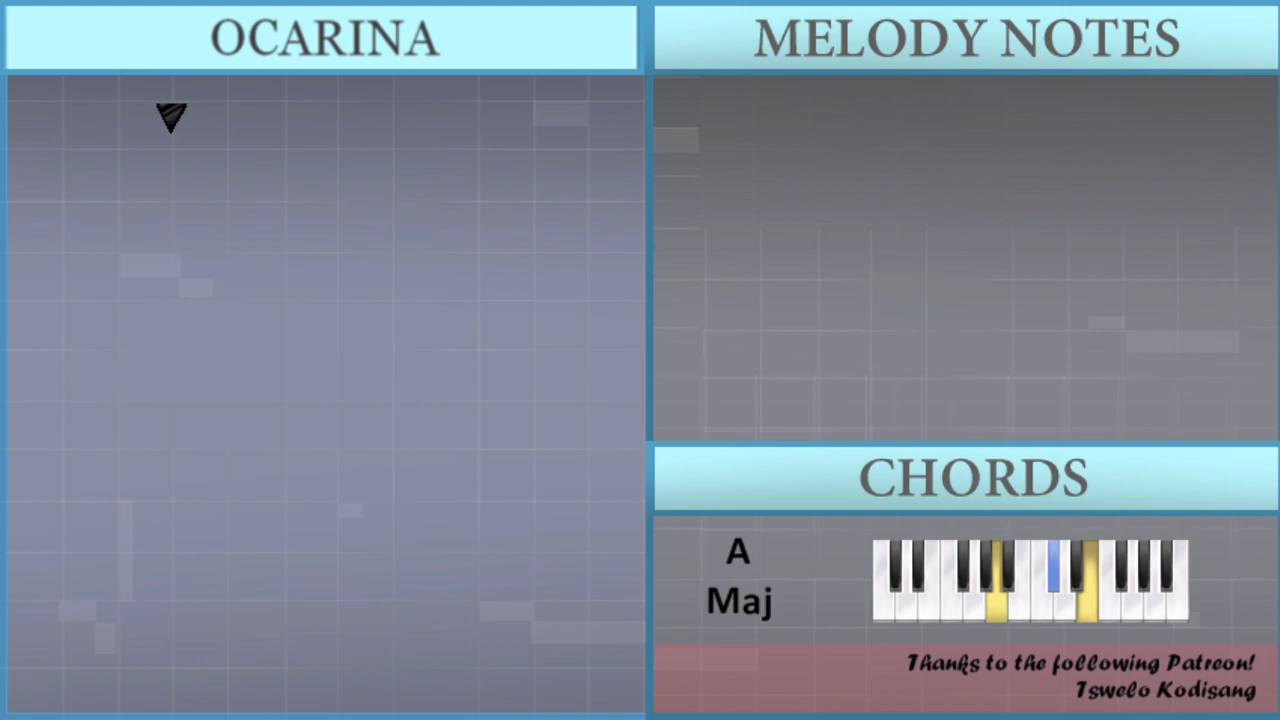 OCARINA
MELODY NOTES
CHORDS
A
Maj
Thanks to the following Patreon!
Tswelo Kodisang